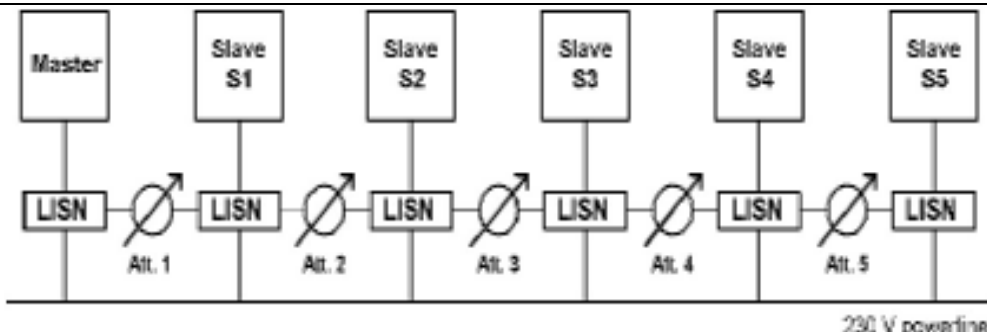 Master
Slave S1
Slave S2
Slave S3
Slave S4
Slave S5
LISN LISN LISN LISN LISN LISN
Att. 1 Att. 2 Att. 3 Att. 4 Att. 5
230 V powerline